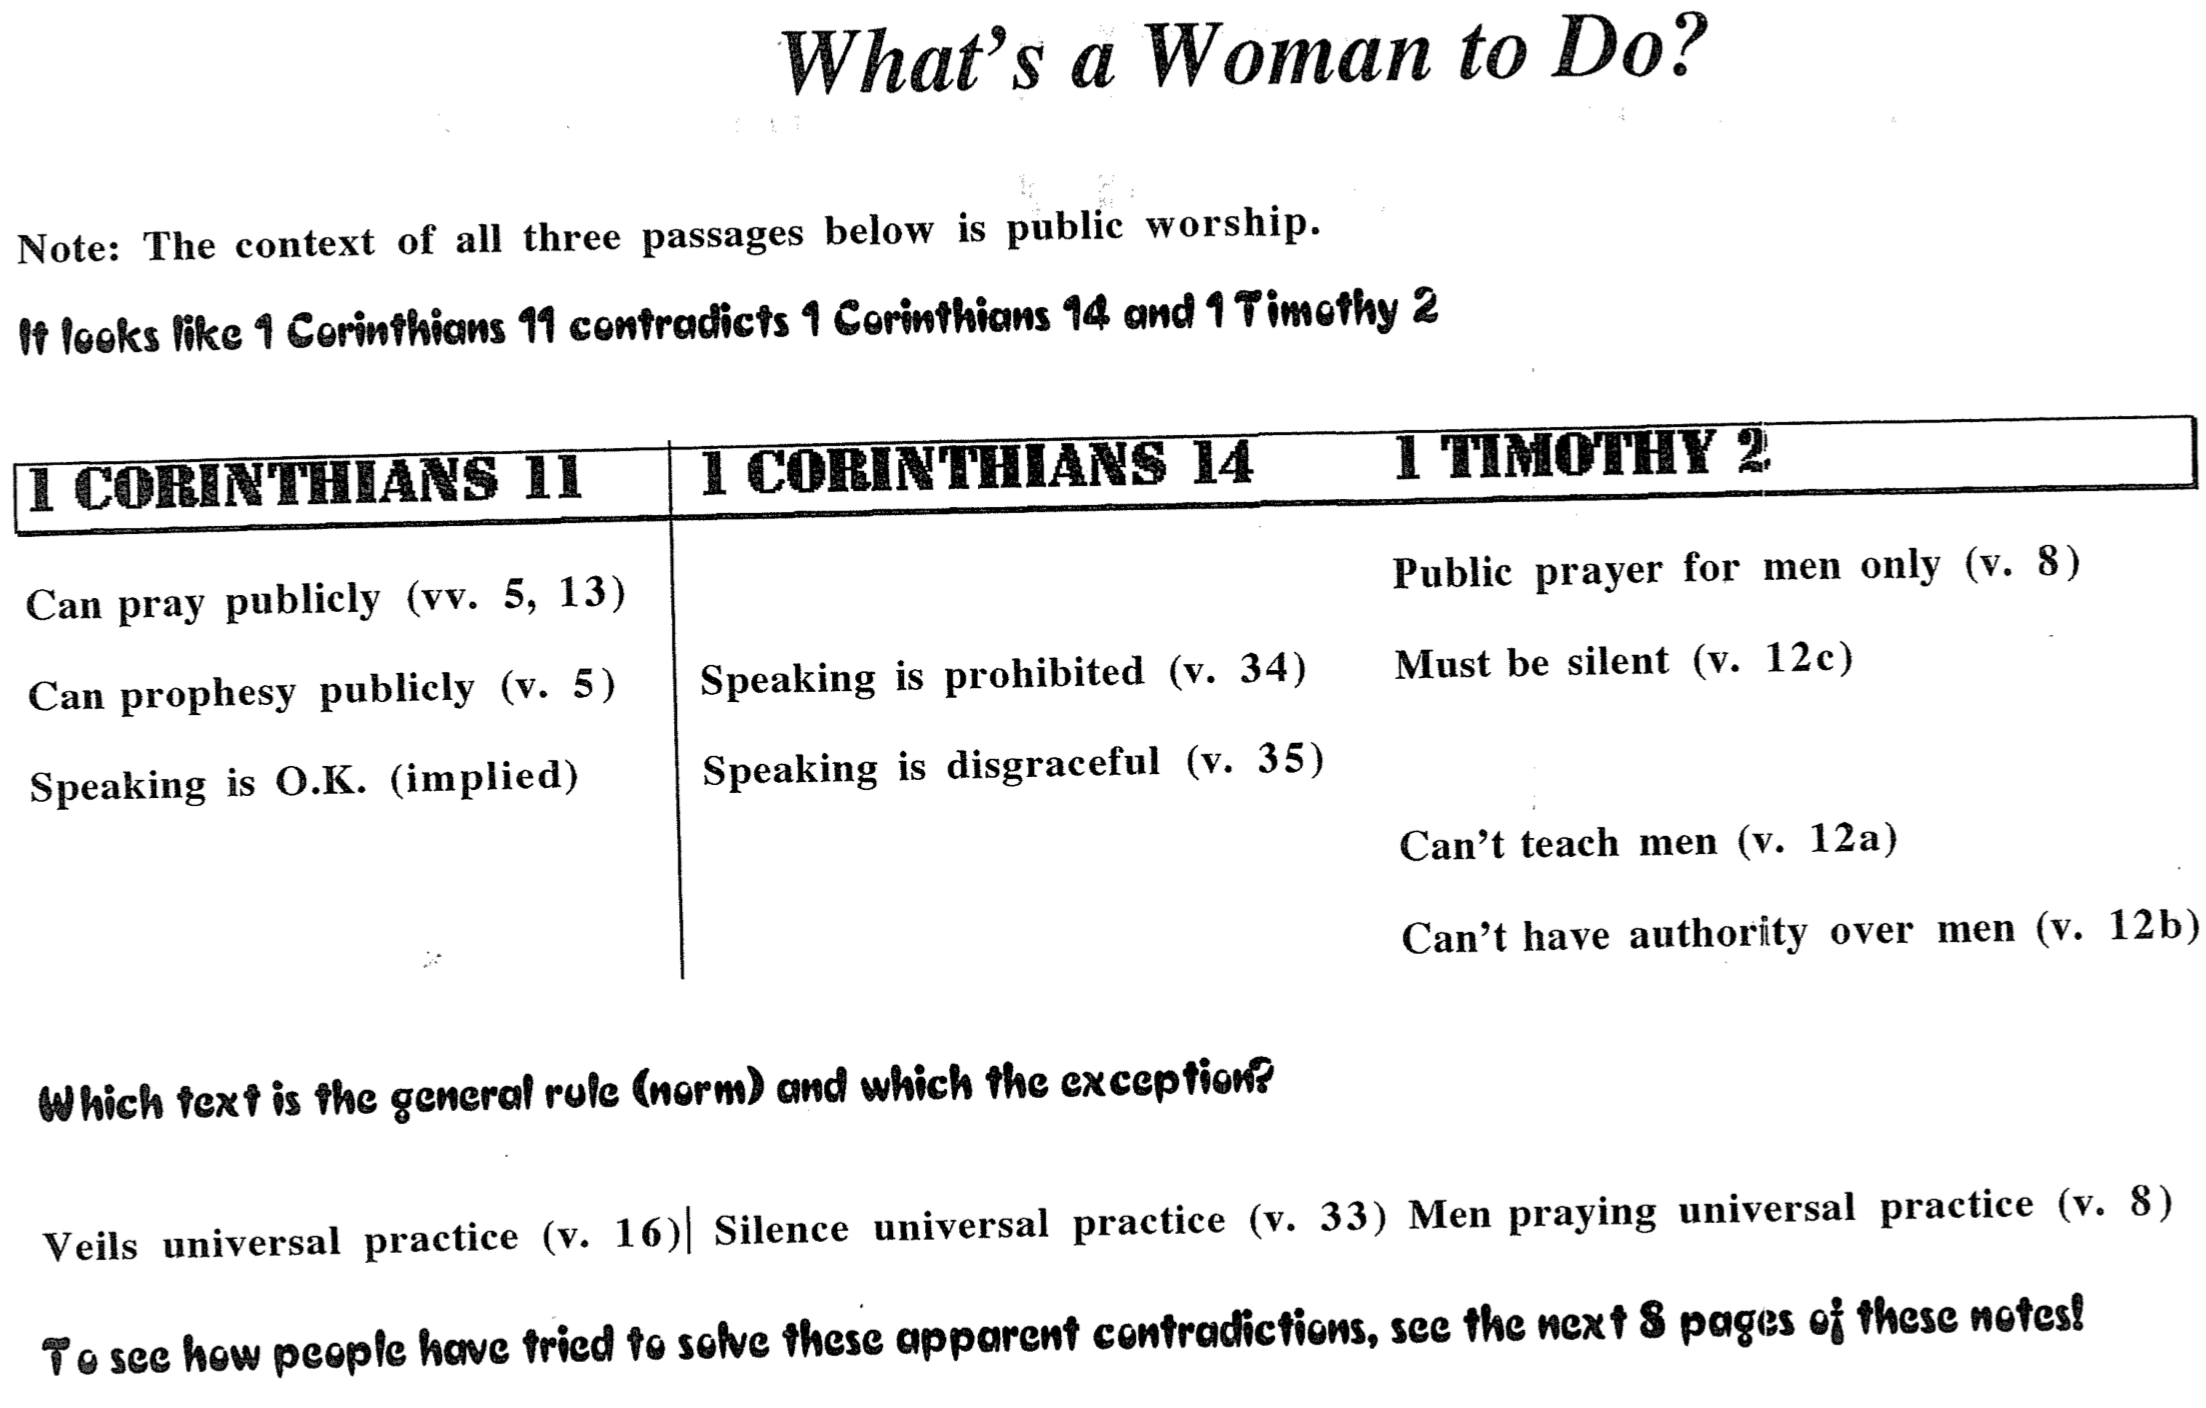 What's a Woman to Do?
Note: The context of all three passages below is public worship.
It looks like 1 Corinthians 11 contradicts 1 Corinthians 14 and 1 Timothy 2
1 CORINTHIANS 11 1 CORINTHIANS 14 1 TIMOTHY 2
Can pray publicly (vv. 5, 13) Public prayer for men only (v. 8)
Can prophesy publicly (v. 5) Speaking is prohibited (v. 34) Must be silent (v. 12c)
Speaking is O.K. (implied) Speaking is disgraceful (v. 35)
Can't teach men (v. 12a)
Can't have authority over men (v. 12b)
Which text is the general rule (norm) and which the exception?
Veils universal practice (v. 16)| Silence universal practice (v. 33) Men praying universal practice (v. 8)
To see how people have tried to solve these apparent contradictions, see the next 8 pages of these notes!